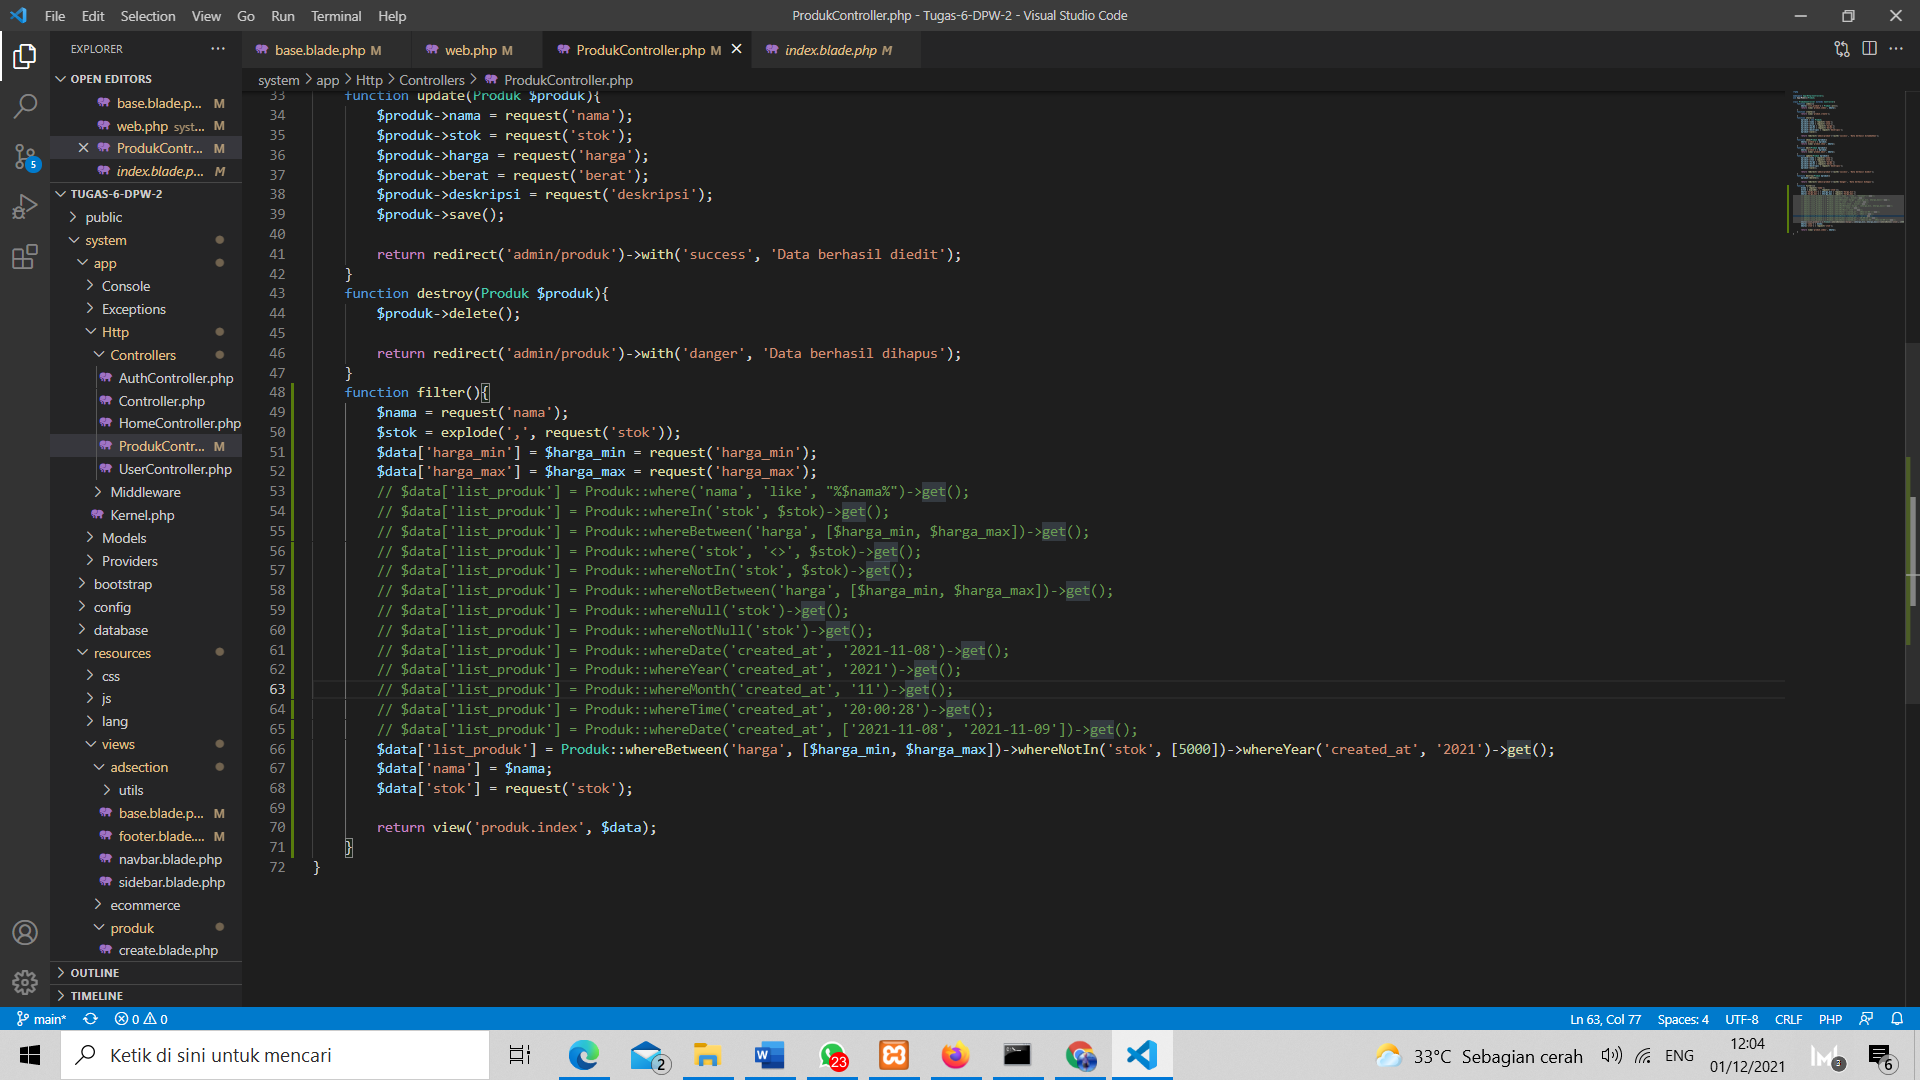 File Edit Selection View Go Run Terminal Help
ProdukController.php - Tugas-6-DPW-2 - Visual Studio Code
EXPLORER
OPEN EDITORS
base.blade.p... M
web.php syst... M
ProdukContr... M
index.blade.p... M
TUGAS-6-DPW-2
public
system
app
Console
Exceptions
Http
Controllers
AuthController.php
Controller.php
HomeController.php
ProdukContr... M
UserController.php
Middleware
Kernel.php
Models
Providers
bootstrap
config
database
resources
css
js
lang
views
adsection
utils
base.blade.p... M
footer.blade.... M
navbar.blade.php
sidebar.blade.php
ecommerce
produk
create.blade.php
OUTLINE
TIMELINE
5
base.blade.php M
web.php M
ProdukController.php M
index.blade.php M
system > app > Http > Controllers > ProdukController.php
33 function update(Produk $produk){
34 $produk->nama = request('nama');
35 $produk->stok = request('stok');
36 $produk->harga = request('harga');
37 $produk->berat = request('berat');
38 $produk->deskripsi = request('deskripsi');
39 $produk->save();
40
41 return redirect('admin/produk')->with('success', 'Data berhasil diedit');
42 }
43 function destroy(Produk $produk){
44 $produk->delete();
45
46 return redirect('admin/produk')->with('danger', 'Data berhasil dihapus');
47 }
48 function filter(){
49 $nama = request('nama');
50 $stok = explode(',', request('stok'));
51 $data['harga_min'] = $harga_min = request('harga_min');
52 $data['harga_max'] = $harga_max = request('harga_max');
53 // $data['list_produk'] = Produk::where('nama', 'like', "%$nama%")->get();
54 // $data['list_produk'] = Produk::whereIn('stok', $stok)->get();
55 // $data['list_produk'] = Produk::whereBetween('harga', [$harga_min, $harga_max])->get();
56 // $data['list_produk'] = Produk::where('stok', '<>', $stok)->get();
57 // $data['list_produk'] = Produk::whereNotIn('stok', $stok)->get();
58 // $data['list_produk'] = Produk::whereNotBetween('harga', [$harga_min, $harga_max])->get();
59 // $data['list_produk'] = Produk::whereNull('stok')->get();
60 // $data['list_produk'] = Produk::whereNotNull('stok')->get();
61 // $data['list_produk'] = Produk::whereDate('created_at', '2021-11-08')->get();
62 // $data['list_produk'] = Produk::whereYear('created_at', '2021')->get();
63 // $data['list_produk'] = Produk::whereMonth('created_at', '11')->get();
64 // $data['list_produk'] = Produk::whereTime('created_at', '20:00:28')->get();
65 // $data['list_produk'] = Produk::whereDate('created_at', ['2021-11-08', '2021-11-09'])->get();
66 $data['list_produk'] = Produk::whereBetween('harga', [$harga_min, $harga_max])->whereNotIn('stok', [5000])->whereYear('created_at', '2021')->get();
67 $data['nama'] = $nama;
68 $data['stok'] = request('stok');
69
70 return view('produk.index', $data);
71 }
72 }
main* 0 0
Ln 63, Col 77 Spaces: 4 UTF-8 CRLF PHP
Ketik di sini untuk mencari
2
23
33°C Sebagian cerah
ENG
12:04
01/12/2021
3
6